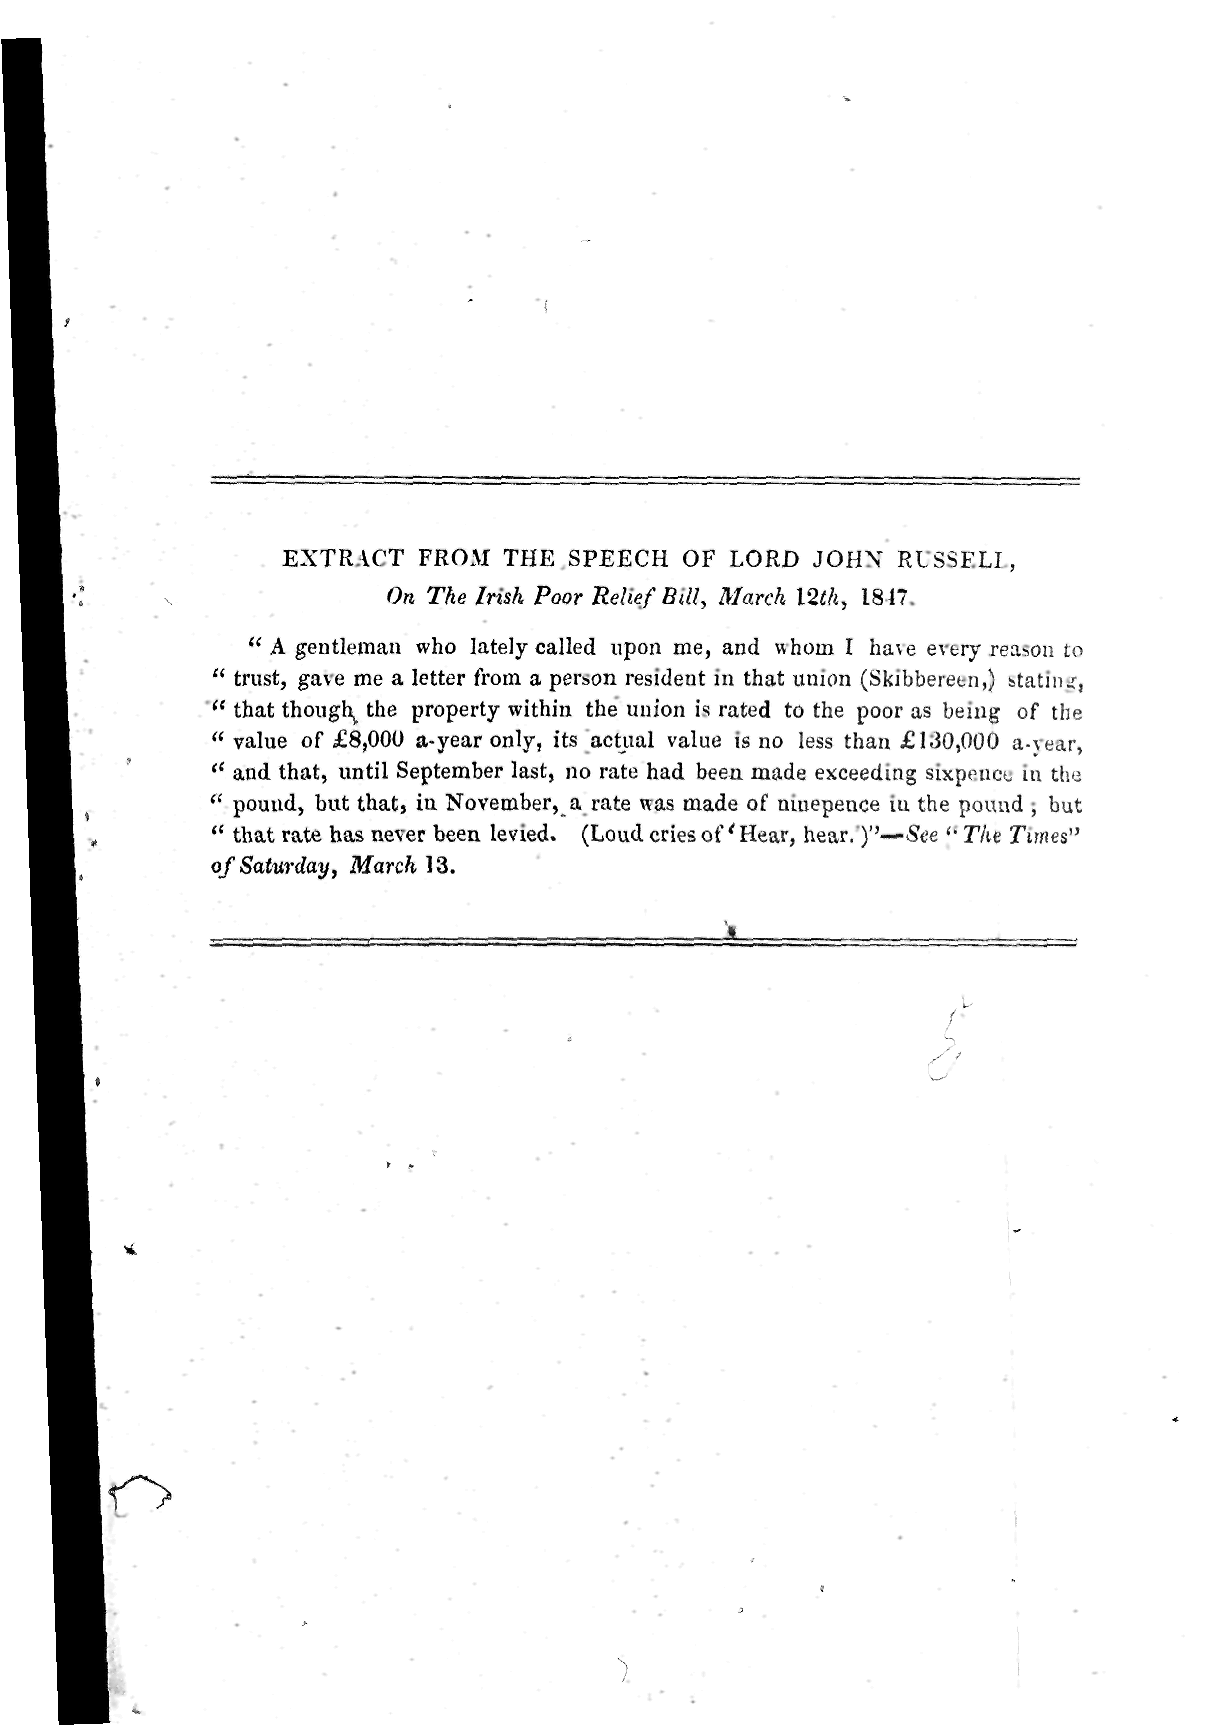 EXTRACT FROM THE SPEECH OF LORD JOHN RUSSELL,
On The Irish Poor Relief Bill, March 12th, 1847.
“ A gentleman who lately called upon me, and whom I have every reason to
“ trust, gave me a letter from a person resident in that union (Skibbereen,) stating,
“ that though the property within the union is rated to the poor as being of the
“ value of £8,000 a-year only, its actual value is no less than £130,000 a-year,
“ and that, until September last, no rate had been made exceeding sixpence in the
“ pound, but that, in November, a rate was made of ninepence in the pound ; but
“ that rate has never been levied. (Loud cries of ‘ Hear, hear.’)”—See “ The Times”
of Saturday, March 13.